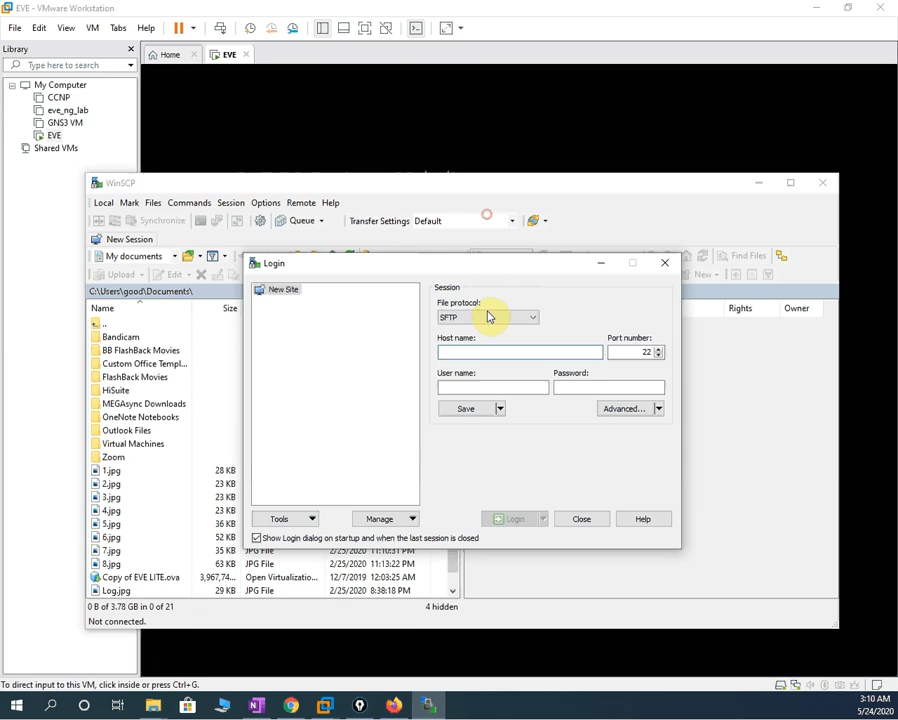 EVE - VMware Workstation
File Edit View VM Tabs Help
Library
Type here to search
My Computer
CCNP
eve_ng_lab
GNS3 VM
EVE
Shared VMs
Home
EVE
WinSCP
Local Mark Files Commands Session Options Remote Help
Synchronize
Queue
Transfer Settings Default
New Session
My documents
Find Files
Upload
Edit
New
C:\Users\good\Documents\
Name Size
Rights Owner
..
Bandicam
BB FlashBack Movies
Custom Office Templ...
FlashBack Movies
HiSuite
MEGAsync Downloads
OneNote Notebooks
Outlook Files
Virtual Machines
Zoom
1.jpg 28 KB
2.jpg 23 KB
3.jpg 23 KB
4.jpg 23 KB
5.jpg 36 KB
6.jpg 52 KB
7.jpg 35 KB JPG File 2/25/2020 11:10:31 PM
8.jpg 63 KB JPG File 2/25/2020 11:13:22 PM
Copy of EVE LITE.ova 3,967,74... Open Virtualizatio... 12/7/2019 12:03:25 AM
Log.jpg 29 KB JPG File 2/25/2020 8:38:18 PM
0 B of 3.78 GB in 0 of 21
4 hidden
Not connected.
Login
New Site
Session
File protocol:
SFTP
Host name: Port number:
22
User name: Password:
Save
Advanced...
Tools
Manage
Login
Close
Help
Show Login dialog on startup and when the last session is closed
To direct input to this VM, click inside or press Ctrl+G.
3:10 AM
5/24/2020